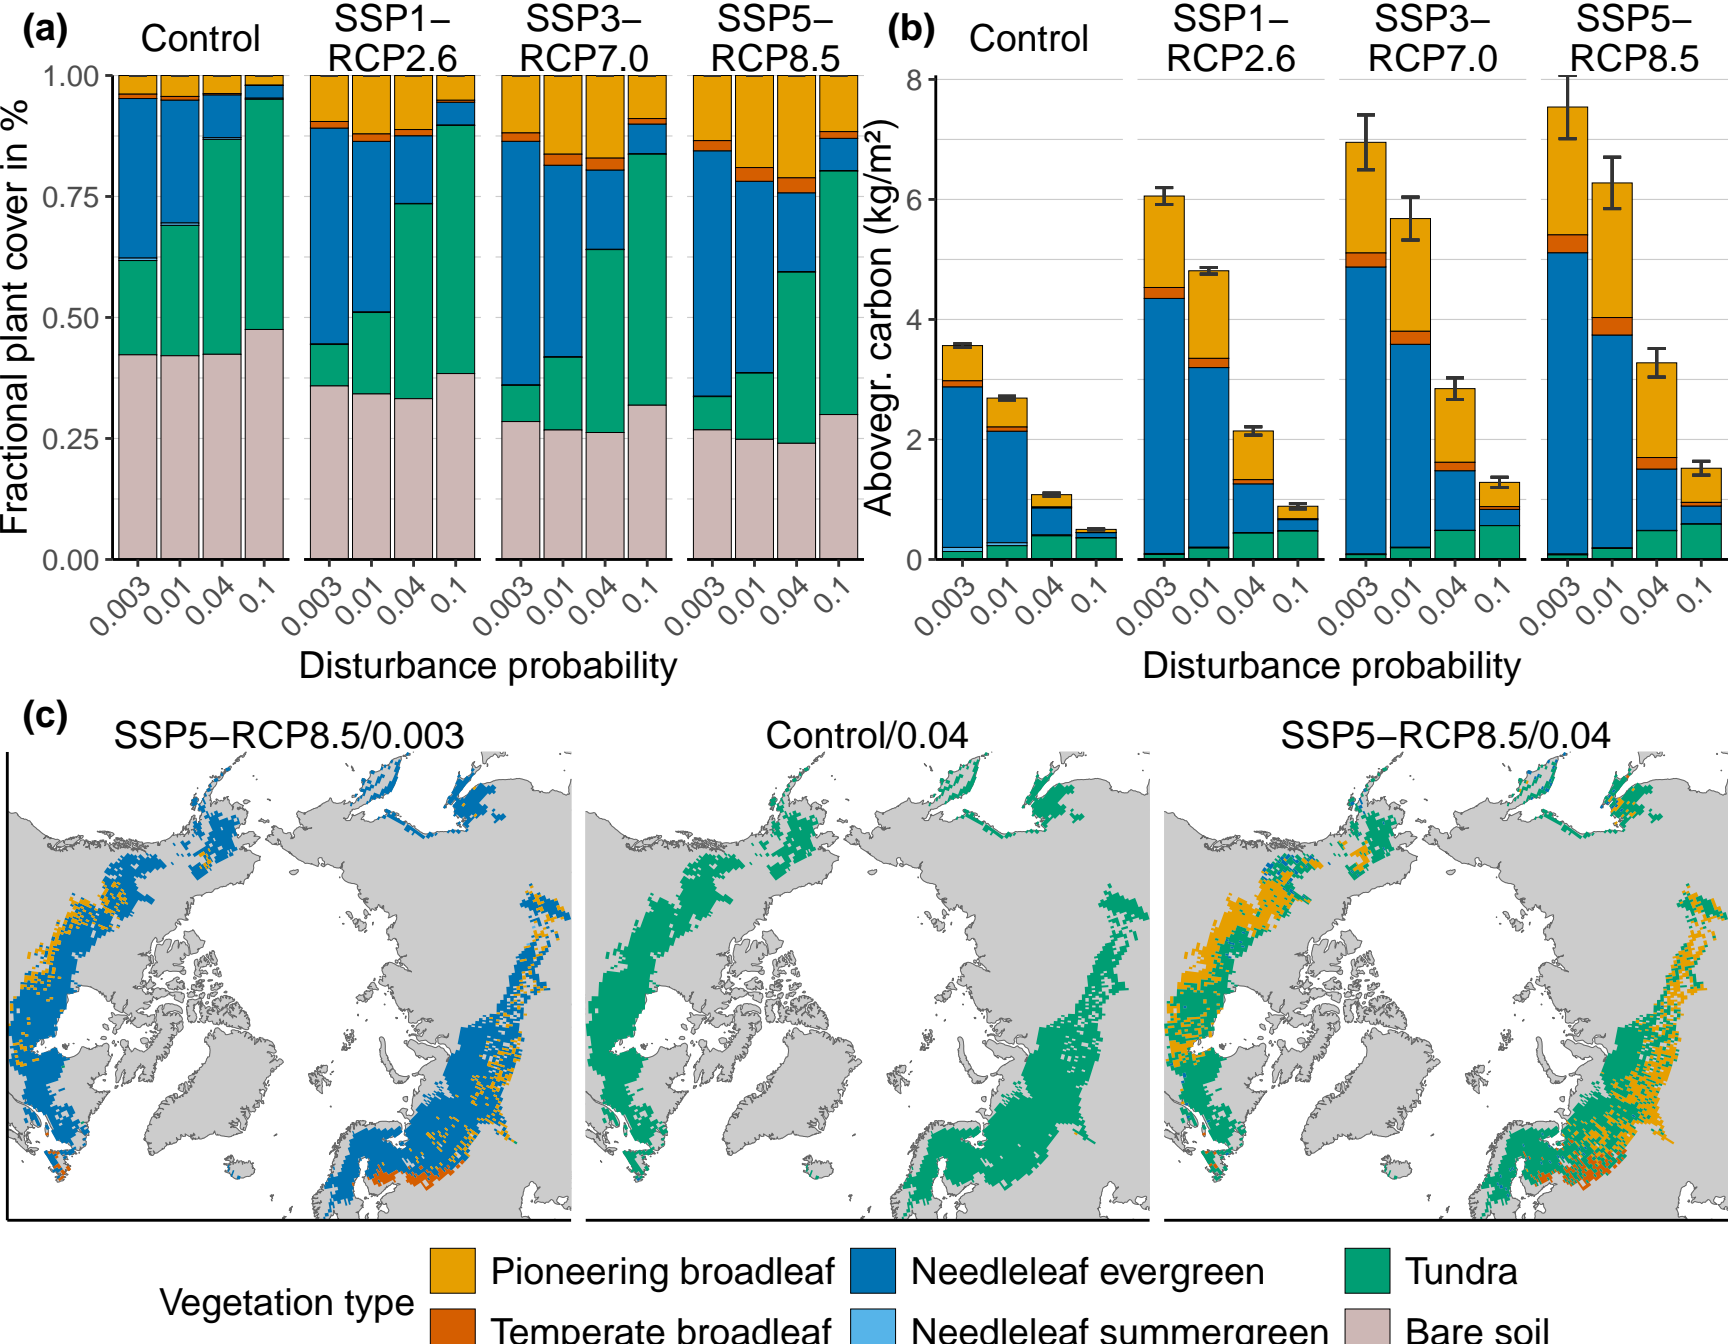 (a)
Control
SSP1–
RCP2.6
SSP3–
RCP7.0
SSP5–
RCP8.5
Fractional plant cover in %
1.00
0.75
0.50
0.25
0.00
0.003 0.01 0.04 0.1
0.003 0.01 0.04 0.1
0.003 0.01 0.04 0.1
0.003 0.01 0.04 0.1
Disturbance probability
(b)
Control
SSP1–
RCP2.6
SSP3–
RCP7.0
SSP5–
RCP8.5
Abovegr. carbon (kg/m²)
8
6
4
2
0
0.003 0.01 0.04 0.1
0.003 0.01 0.04 0.1
0.003 0.01 0.04 0.1
0.003 0.01 0.04 0.1
Disturbance probability
(c)
SSP5–RCP8.5/0.003
Control/0.04
SSP5–RCP8.5/0.04
Vegetation type
Pioneering broadleaf
Needleleaf evergreen
Tundra
Temperate broadleaf
Needleleaf summergreen
Bare soil